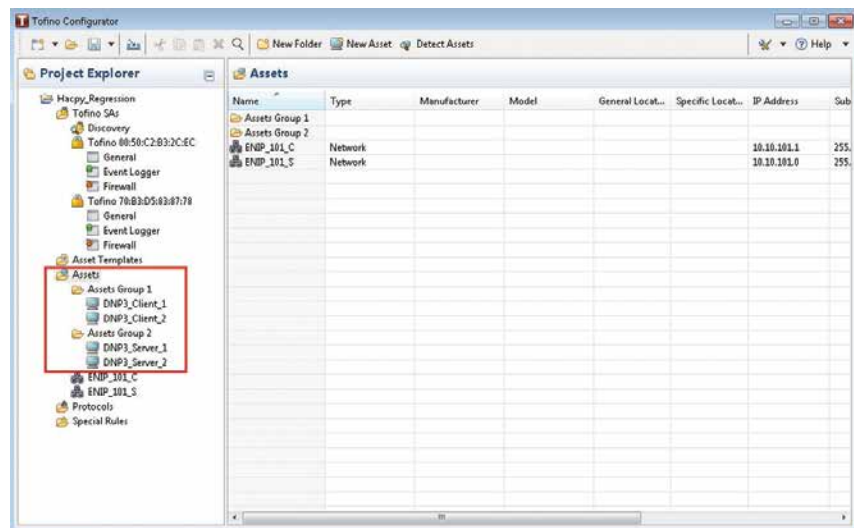 Tofino Configurator
New Folder New Asset Detect Assets Help
Project Explorer
Hacpy_Regression
Tofino SAs
Discovery
Tofino 00:50:C2:B3:2C:EC
General
Event Logger
Firewall
Tofino 70:B3:D5:83:87:78
General
Event Logger
Firewall
Asset Templates
Assets
Assets Group 1
DNP3_Client_1
DNP3_Client_2
Assets Group 2
DNP3_Server_1
DNP3_Server_2
ENIP_101_C
ENIP_101_S
Protocols
Special Rules
Assets
Name Type Manufacturer Model General Locat... Specific Locat... IP Address Sub
Assets Group 1
Assets Group 2
ENIP_101_C Network 10.10.101.1 255.
ENIP_101_S Network 10.10.101.0 255.